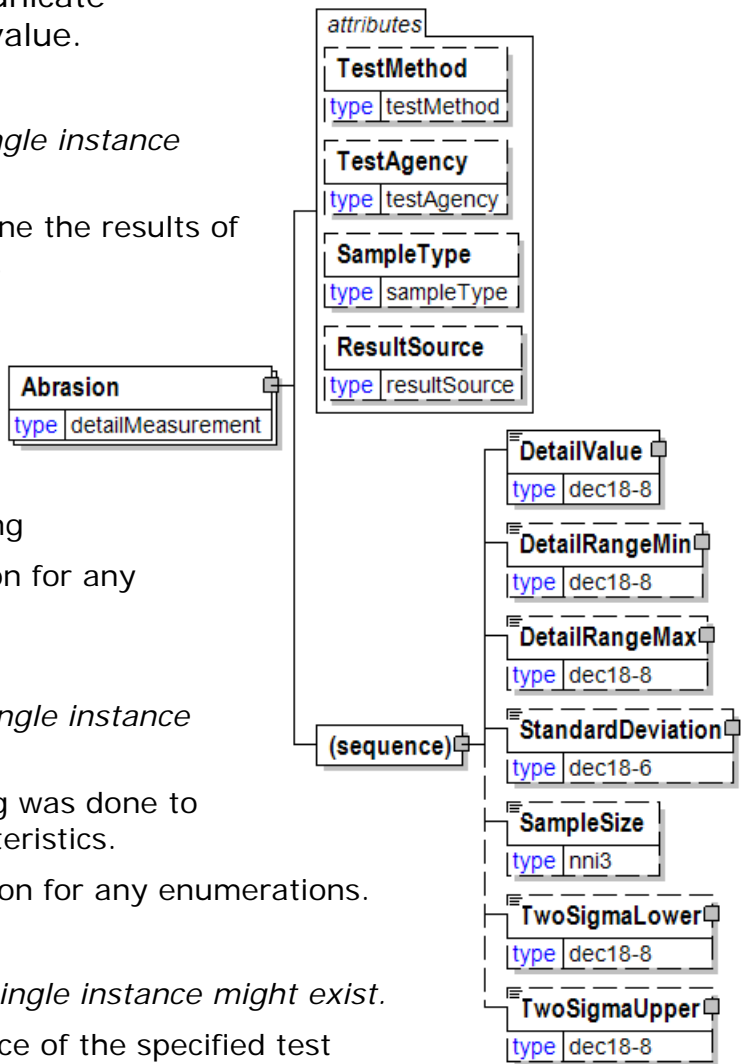 unicate
value.
ngle instance
ne the results of
ng
on for any
ngle instance
g was done to
teristics.
on for any enumerations.
ingle instance might exist.
ce of the specified test
attributes
TestMethod
type testMethod
TestAgency
type testAgency
SampleType
type sampleType
ResultSource
type resultSource
Abrasion
type detailMeasurement
(sequence)
DetailValue
type dec18-8
DetailRangeMin
type dec18-8
DetailRangeMax
type dec18-8
StandardDeviation
type dec18-6
SampleSize
type nni3
TwoSigmaLower
type dec18-8
TwoSigmaUpper
type dec18-8